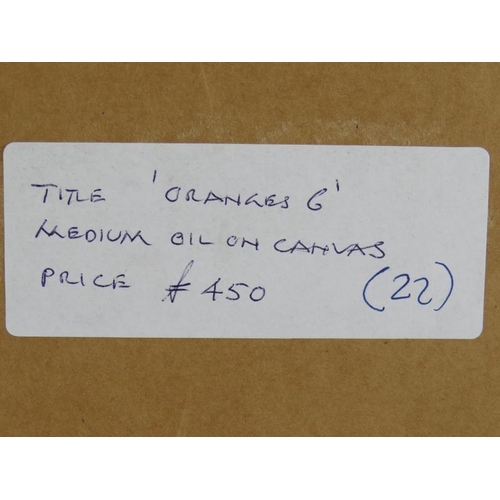 TITLE 'ORANGES 6'
MEDIUM OIL ON CANVAS
PRICE £450 (22)